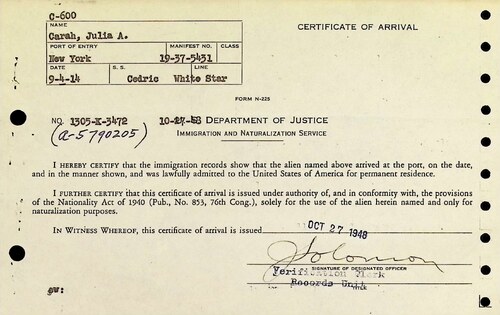 C-600
NAME
Carah, Julia A.
CERTIFICATE OF ARRIVAL
PORT OF ENTRY MANIFEST NO. CLASS
New York 19-37-5431
DATE S. S. LINE
9-4-14 Cedric White Star
FORM N-225
NO. 1305-K-3472 10-27-48 DEPARTMENT OF JUSTICE
(a-5790205) IMMIGRATION AND NATURALIZATION SERVICE
I HEREBY CERTIFY that the immigration records show that the alien named above arrived at the port, on the date,
and in the manner shown, and was lawfully admitted to the United States of America for permanent residence.
I FURTHER CERTIFY that this certificate of arrival is issued under authority of, and in conformity with, the provisions
of the Nationality Act of 1940 (Pub., No. 853, 76th Cong.), solely for the use of the alien herein named and only for
naturalization purposes.
IN WITNESS WHEREOF, this certificate of arrival is issued OCT 27 1948
J Solomon
SIGNATURE OF DESIGNATED OFFICER
Verification Clerk
Records Unit TITLE
gw: